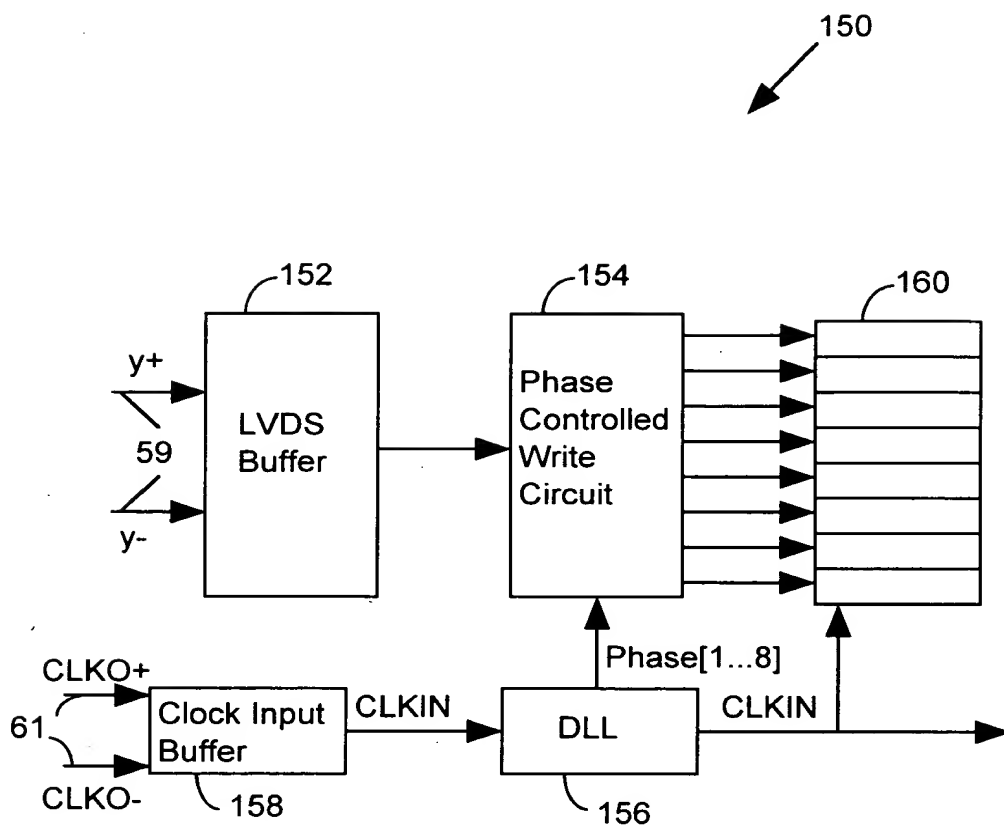 150
152
154
160
y+
59
y-
LVDS
Buffer
Phase
Controlled
Write
Circuit
Phase[1...8]
CLKO+
61
CLKO-
Clock Input
Buffer
CLKIN
DLL
CLKIN
158
156